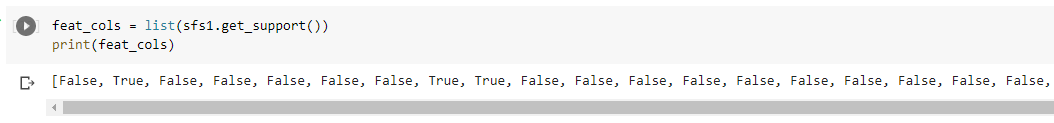 feat_cols = list(sfs1.get_support())
print(feat_cols)
[False, True, False, False, False, False, False, True, True, False, False, False, False, False, False, False, False, False, False,